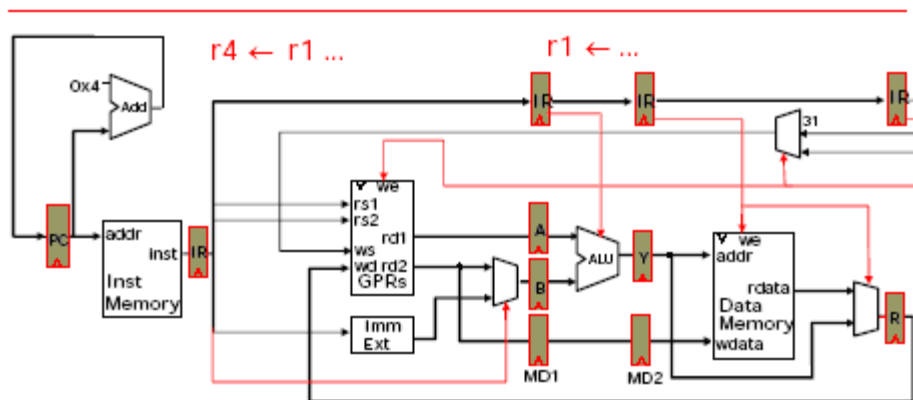 r4 ← r1 ...
r1 ← ...
0x4
Add
IR
IR
IR
31
we
rs1
rs2
rd1
ws
wd rd2
GPRs
PC
addr
inst
Inst
Memory
IR
A
B
ALU
Y
we
addr
rdata
Data
Memory
wdata
R
Imm
Ext
MD1
MD2